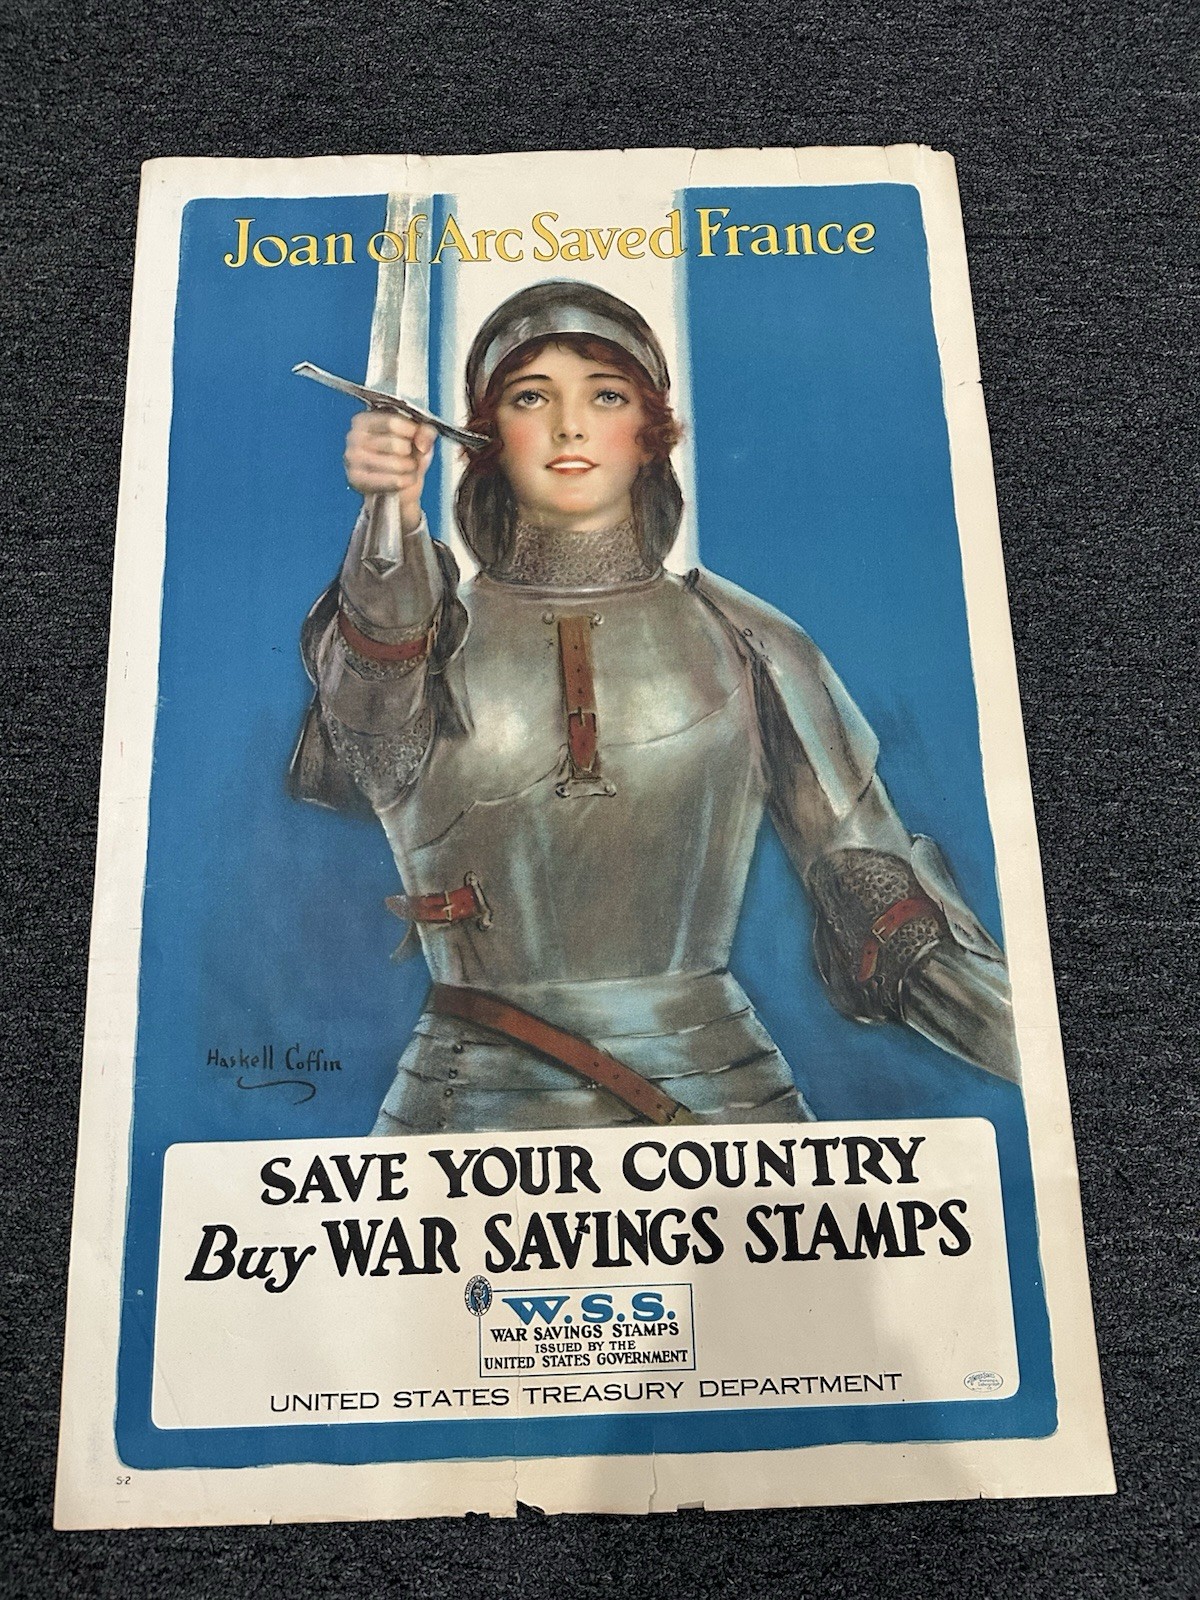 Joan of Arc Saved France
Haskell Coffin
SAVE YOUR COUNTRY
Buy WAR SAVINGS STAMPS
W.S.S.
WAR SAVINGS STAMPS
ISSUED BY THE
UNITED STATES GOVERNMENT
UNITED STATES TREASURY DEPARTMENT
S-2